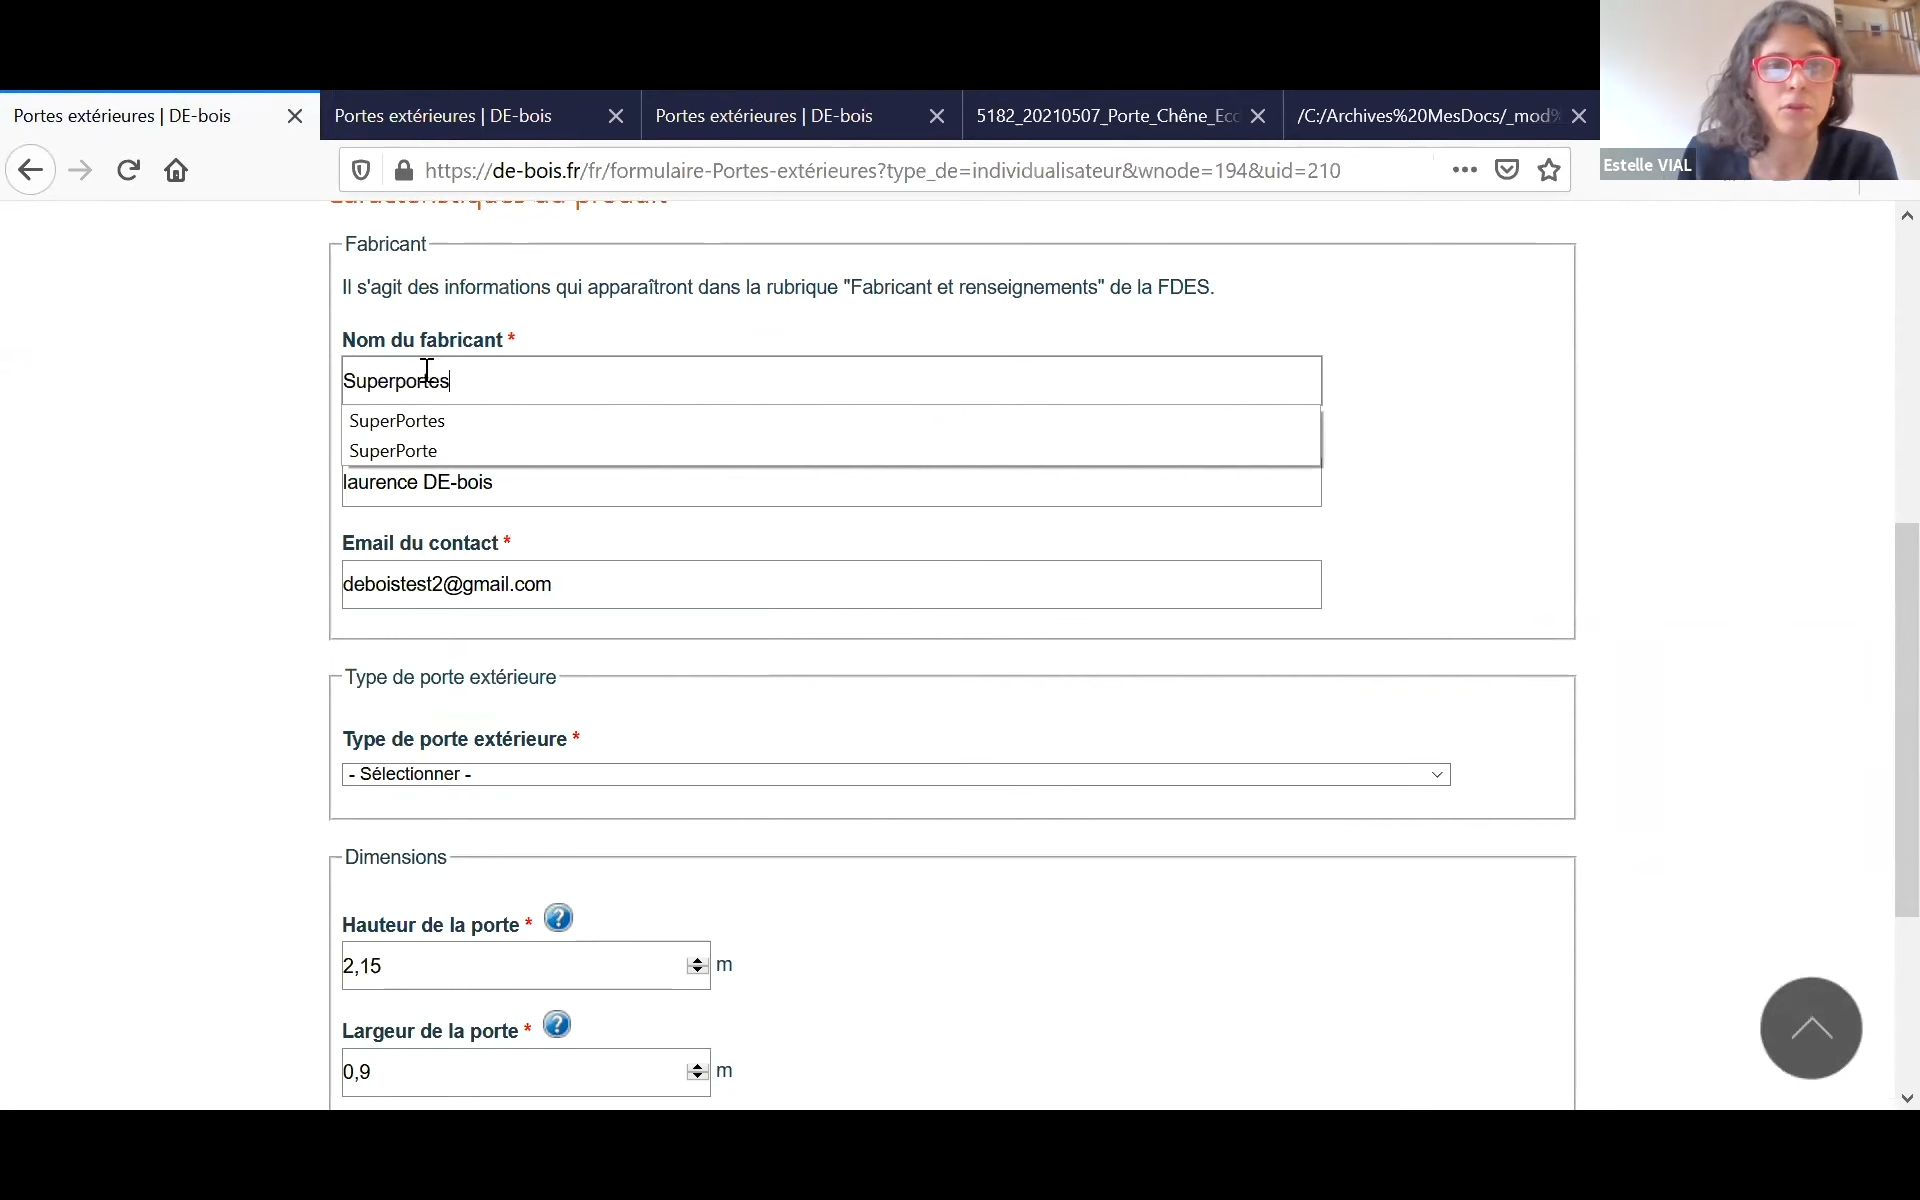 Portes extérieures | DE-bois
Portes extérieures | DE-bois
Portes extérieures | DE-bois
5182_20210507_Porte_Chêne_Ecc
/C:/Archives%20MesDocs/_mod%
https://de-bois.fr/fr/formulaire-Portes-extérieures?type_de=individualisateur&wnode=194&uid=210
Estelle VIAL
Caractéristiques du produit
Fabricant
Il s'agit des informations qui apparaîtront dans la rubrique "Fabricant et renseignements" de la FDES.
Nom du fabricant *
Superportes
SuperPortes
SuperPorte
laurence DE-bois
Email du contact *
deboistest2@gmail.com
Type de porte extérieure
Type de porte extérieure *
- Sélectionner -
Dimensions
Hauteur de la porte * ?
2,15 m
Largeur de la porte * ?
0,9 m